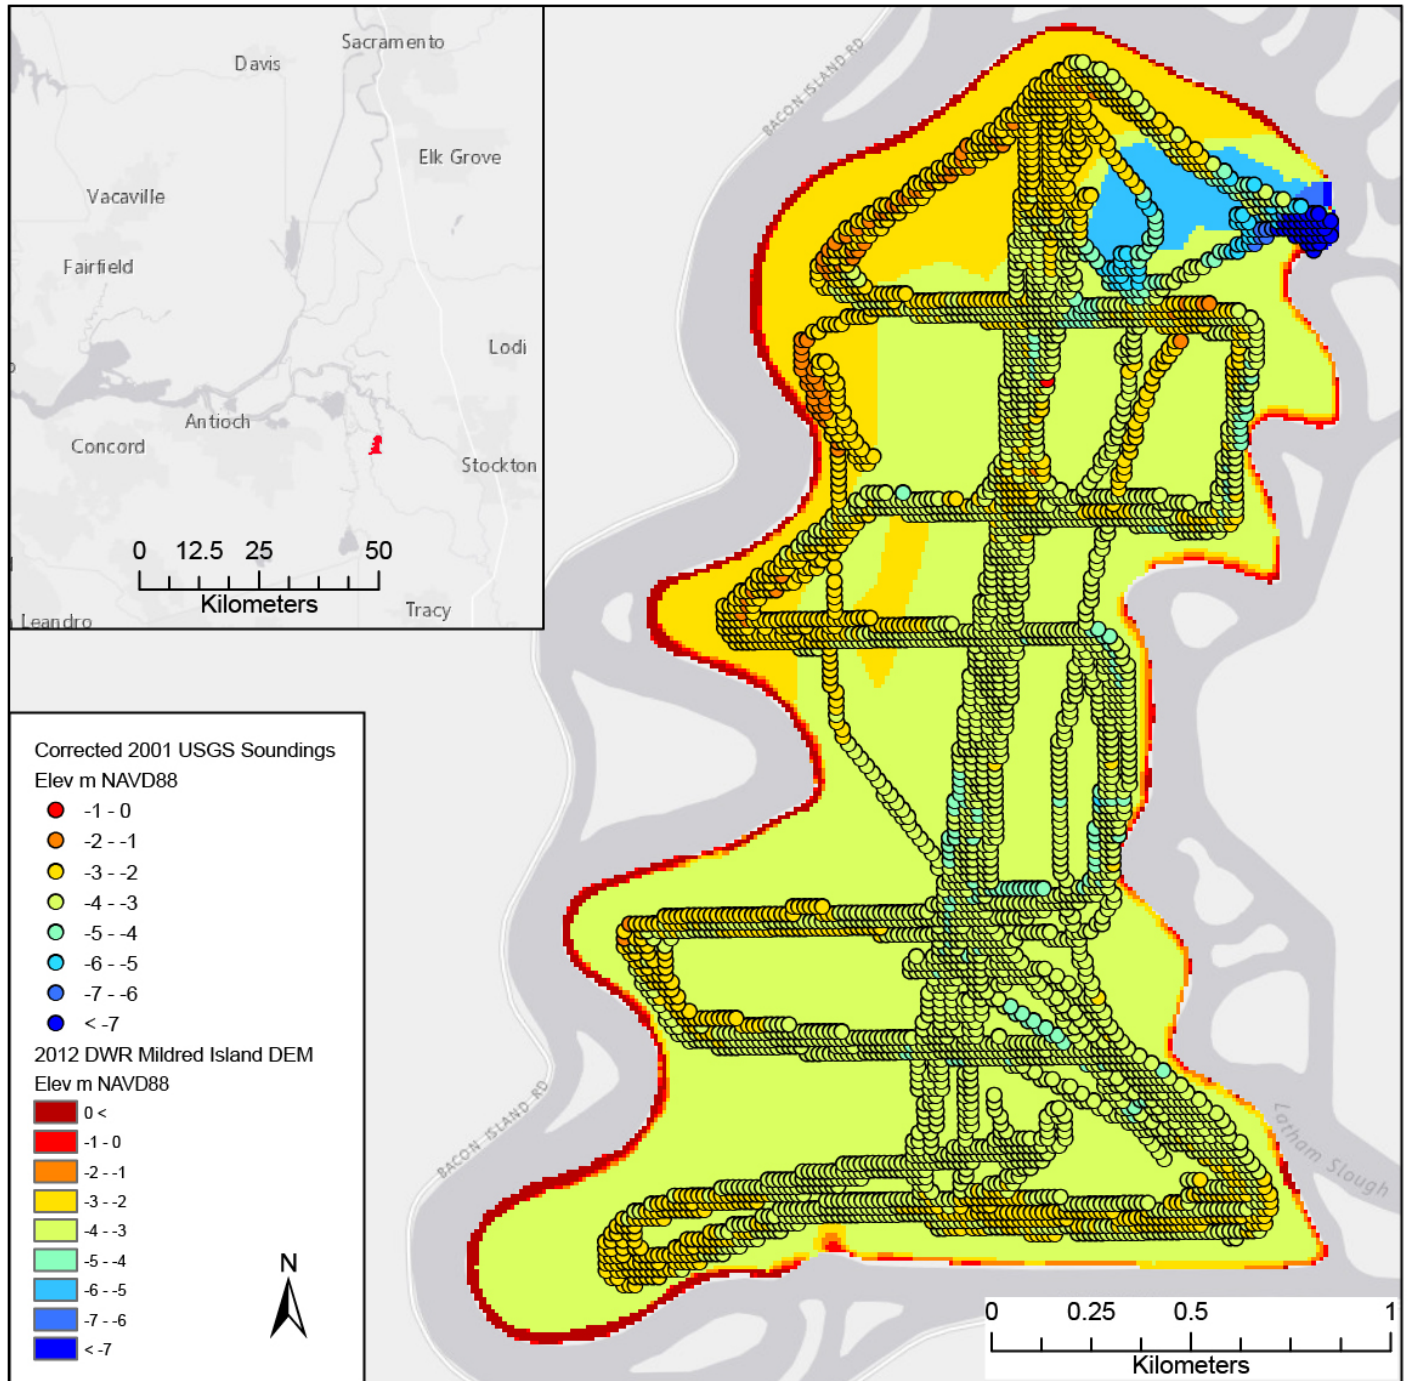 Sacramento
Davis
Elk Grove
Vacaville
Fairfield
Lodi
Antioch
Concord
Stockton
0 12.5 25 50
Kilometers
Tracy
Leandro
BACON ISLAND RD
BACON ISLAND RD
Latham Slough
Corrected 2001 USGS Soundings
Elev m NAVD88
-1 - 0
-2 - -1
-3 - -2
-4 - -3
-5 - -4
-6 - -5
-7 - -6
< -7
2012 DWR Mildred Island DEM
Elev m NAVD88
0 <
-1 - 0
-2 - -1
-3 - -2
-4 - -3
-5 - -4
-6 - -5
-7 - -6
< -7
N
0 0.25 0.5 1
Kilometers